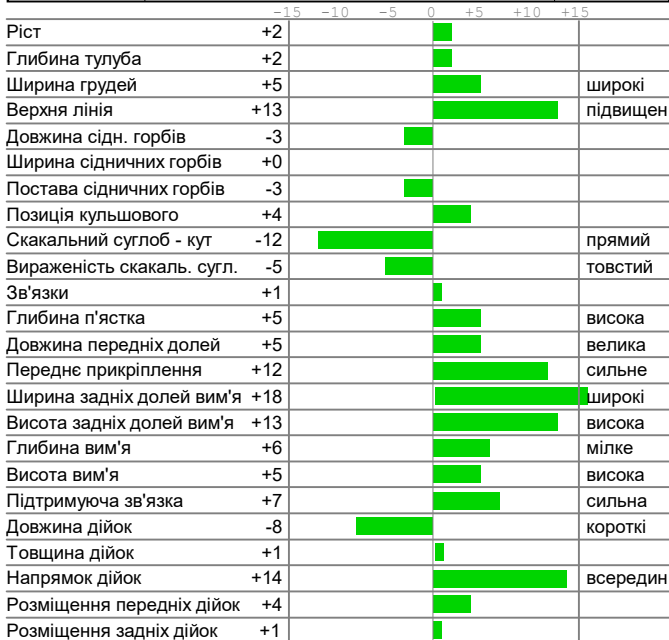 -15 -10 -5 0 +5 +10 +15
Ріст +2
Глибина тулуба +2
Ширина грудей +5 широкі
Верхня лінія +13 підвищен
Довжина сідн. горбів -3
Ширина сідничних горбів +0
Постава сідничних горбів -3
Позиція кульшового +4
Скакальний суглоб - кут -12 прямий
Вираженість скакаль. сугл. -5 товстий
Зв'язки +1
Глибина п'ястка +5 висока
Довжина передніх долей +5 велика
Переднє прикріплення +12 сильне
Ширина задніх долей вим'я +18 широкі
Висота задніх долей вим'я +13 висока
Глибина вим'я +6 мілке
Висота вим'я +5 висока
Підтримуюча зв'язка +7 сильна
Довжина дійок -8 короткі
Товщина дійок +1
Напрямок дійок +14 всередин
Розміщення передніх дійок +4
Розміщення задніх дійок +1